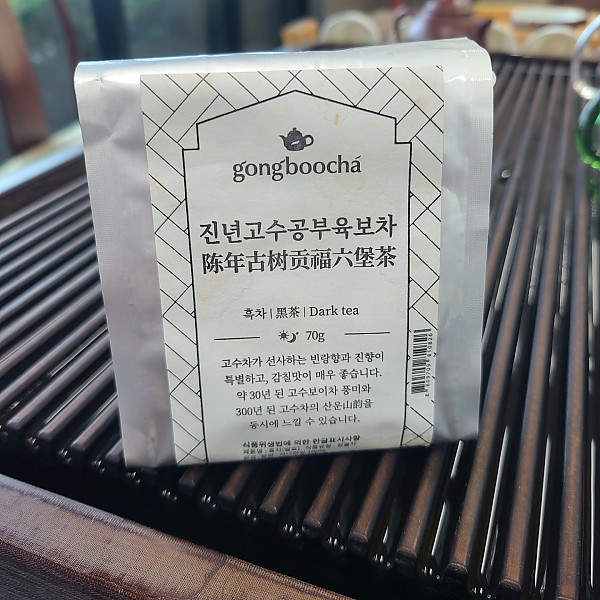 gongboochá
진년고수공부육보차
陈年古树贡福六堡茶
흑차 | 黑茶 | Dark tea
70g
고수차가 선사하는 빈랑향과 진향이
특별하고, 감칠맛이 매우 좋습니다.
약 30년 된 고수보이차 풍미와
300년 된 고수차의 산운山韵을
동시에 느낄 수 있습니다.
식품위생법에 의한 한글표시사항